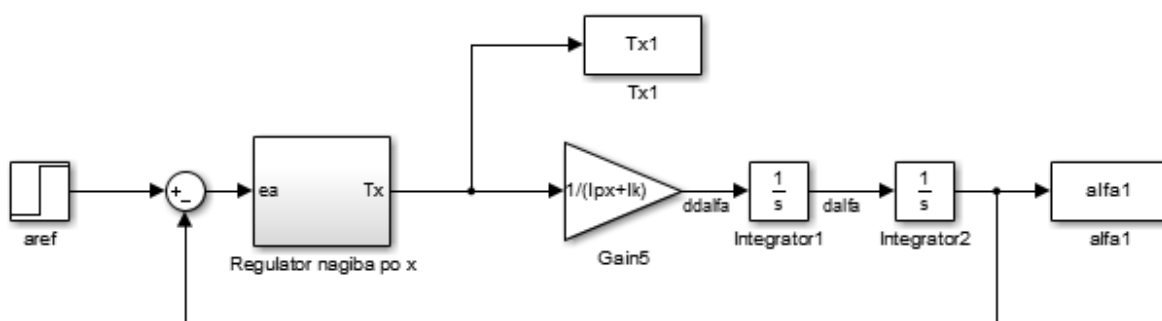 Tx1
Tx1
aref
+
−
ea
Tx
Regulator nagiba po x
1/(Ipx+Ik)
Gain5
ddalfa
1
s
Integrator1
dalfa
1
s
Integrator2
alfa1
alfa1